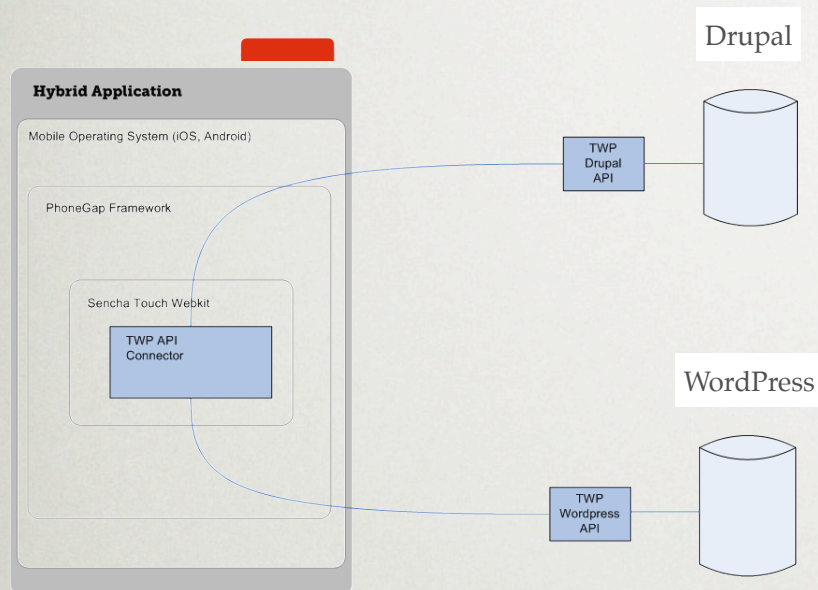 Drupal
Hybrid Application
Mobile Operating System (iOS, Android)
TWP
Drupal
API
PhoneGap Framework
Sencha Touch Webkit
TWP API
Connector
WordPress
TWP
Wordpress
API